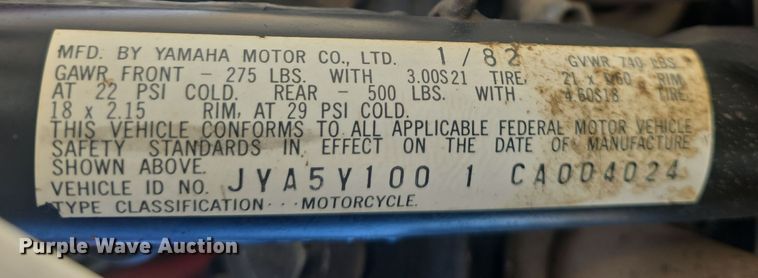 MFD. BY YAMAHA MOTOR CO., LTD. 1/82 GVWR 740 LBS.
GAWR FRONT - 275 LBS. WITH 3.00S21 TIRE, 21 x 1.60 RIM
AT 22 PSI COLD. REAR - 500 LBS. WITH 4.60S18 TIRE,
18 x 2.15 RIM, AT 29 PSI COLD.
THIS VEHICLE CONFORMS TO ALL APPLICABLE FEDERAL MOTOR VEHICLE
SAFETY STANDARDS IN EFFECT ON THE DATE OF MANUFACTURE
SHOWN ABOVE.
VEHICLE ID NO. JYA5Y100 1 CA004024
TYPE CLASSIFICATION··· MOTORCYCLE.
Purple Wave Auction